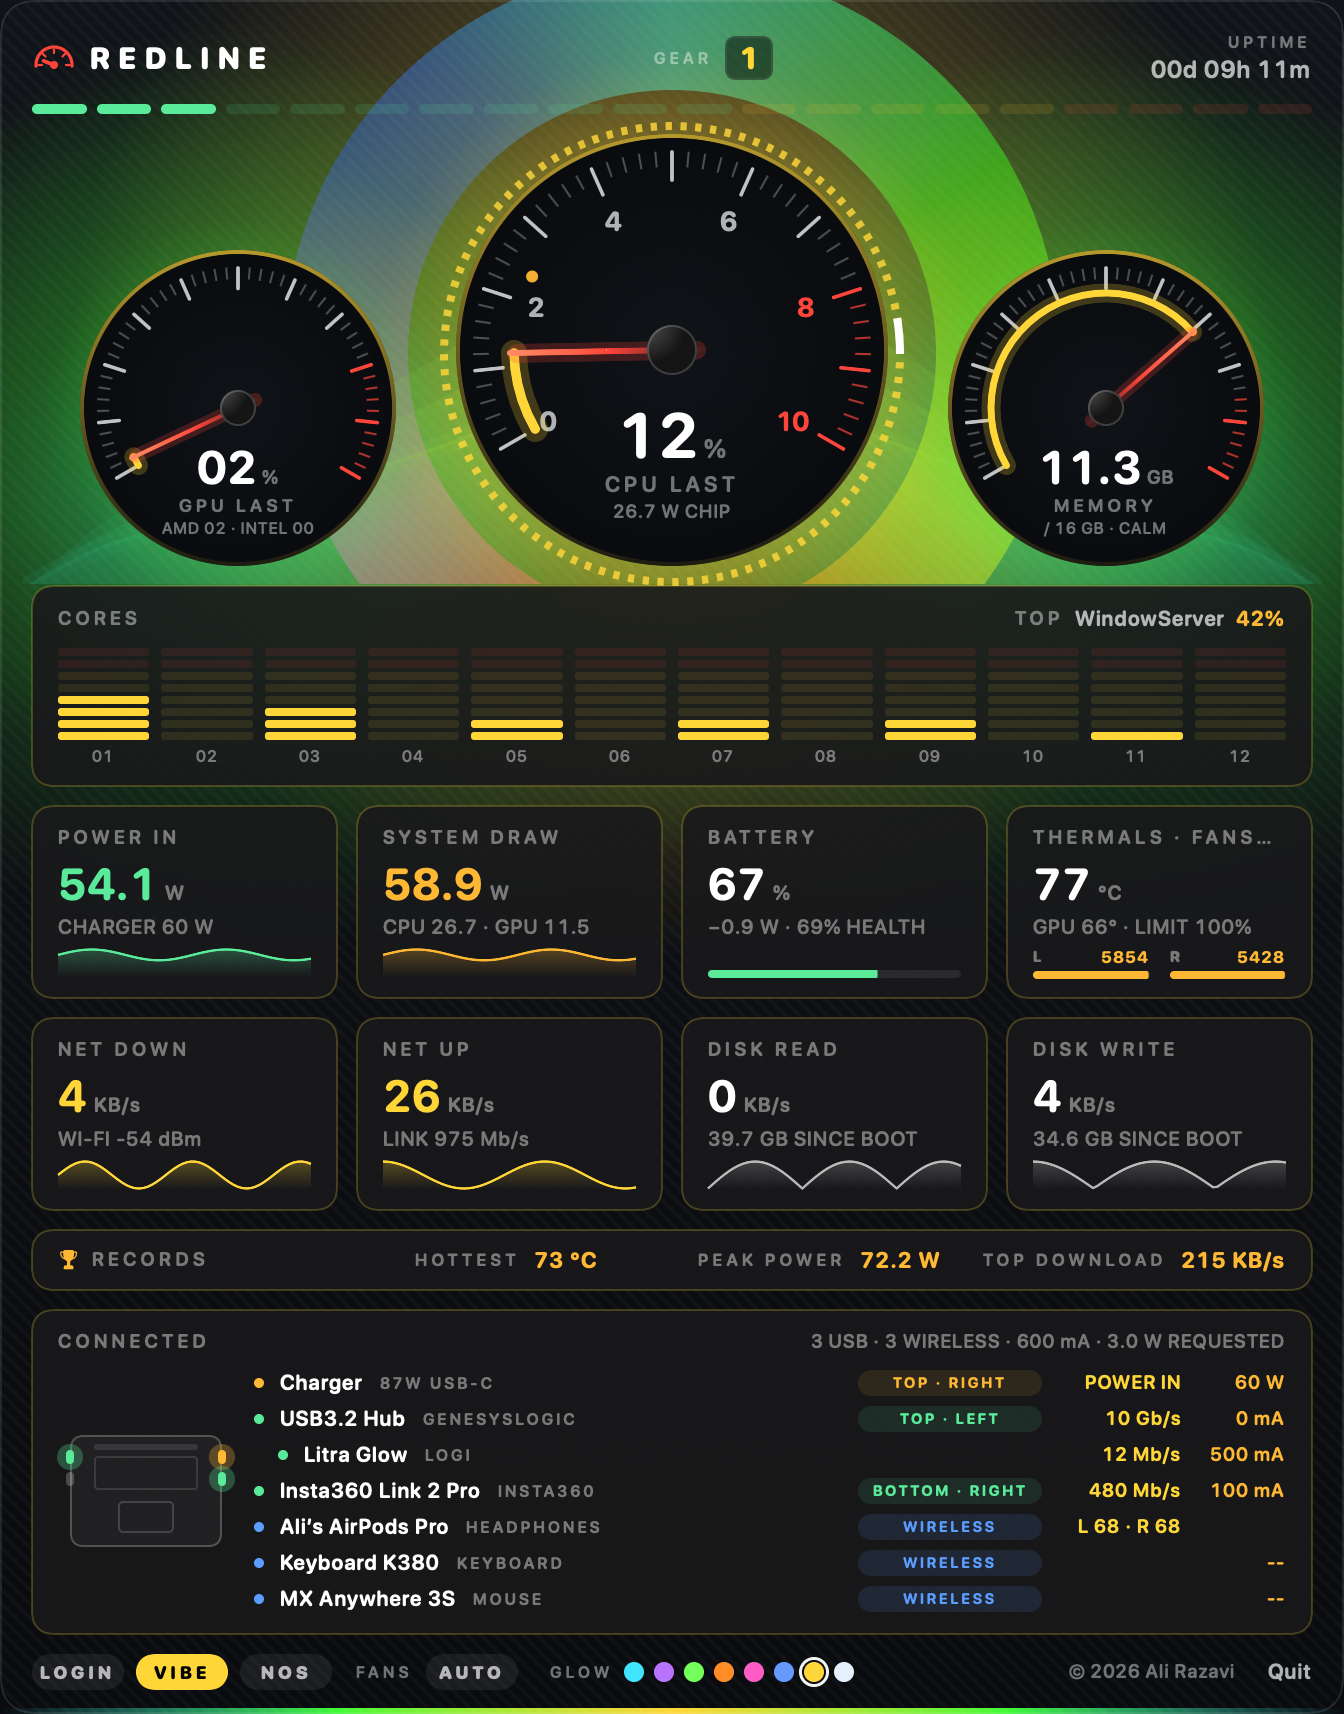 REDLINE
GEAR 1
UPTIME
00d 09h 11m
4 6
2 8
0 10
12 %
CPU LAST
26.7 W CHIP
02 %
GPU LAST
AMD 02 · INTEL 00
11.3 GB
MEMORY
/ 16 GB · CALM
CORES TOP WindowServer 42%
01 02 03 04 05 06 07 08 09 10 11 12
POWER IN
54.1 W
CHARGER 60 W
SYSTEM DRAW
58.9 W
CPU 26.7 · GPU 11.5
BATTERY
67 %
−0.9 W · 69% HEALTH
THERMALS · FANS...
77 °C
GPU 66° · LIMIT 100%
L 5854 R 5428
NET DOWN
4 KB/s
WI-FI -54 dBm
NET UP
26 KB/s
LINK 975 Mb/s
DISK READ
0 KB/s
39.7 GB SINCE BOOT
DISK WRITE
4 KB/s
34.6 GB SINCE BOOT
RECORDS HOTTEST 73 °C PEAK POWER 72.2 W TOP DOWNLOAD 215 KB/s
CONNECTED 3 USB · 3 WIRELESS · 600 mA · 3.0 W REQUESTED
Charger 87W USB-C TOP · RIGHT POWER IN 60 W
USB3.2 Hub GENESYSLOGIC TOP · LEFT 10 Gb/s 0 mA
Litra Glow LOGI 12 Mb/s 500 mA
Insta360 Link 2 Pro INSTA360 BOTTOM · RIGHT 480 Mb/s 100 mA
Ali's AirPods Pro HEADPHONES WIRELESS L 68 · R 68
Keyboard K380 KEYBOARD WIRELESS --
MX Anywhere 3S MOUSE WIRELESS --
LOGIN VIBE NOS FANS AUTO GLOW © 2026 Ali Razavi Quit